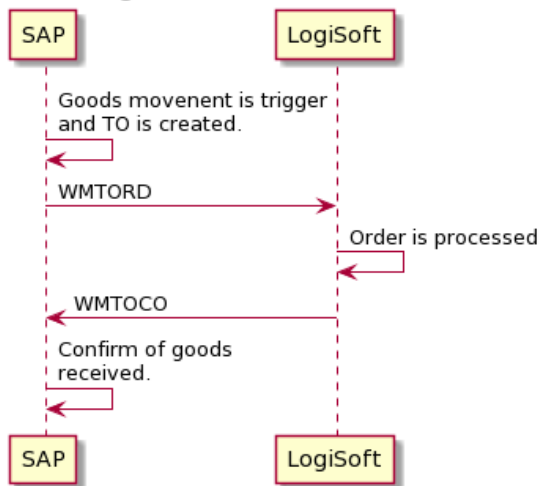 SAP
LogiSoft
Goods movenent is trigger
and TO is created.
WMTORD
Order is processed
WMTOCO
Confirm of goods
received.
SAP
LogiSoft